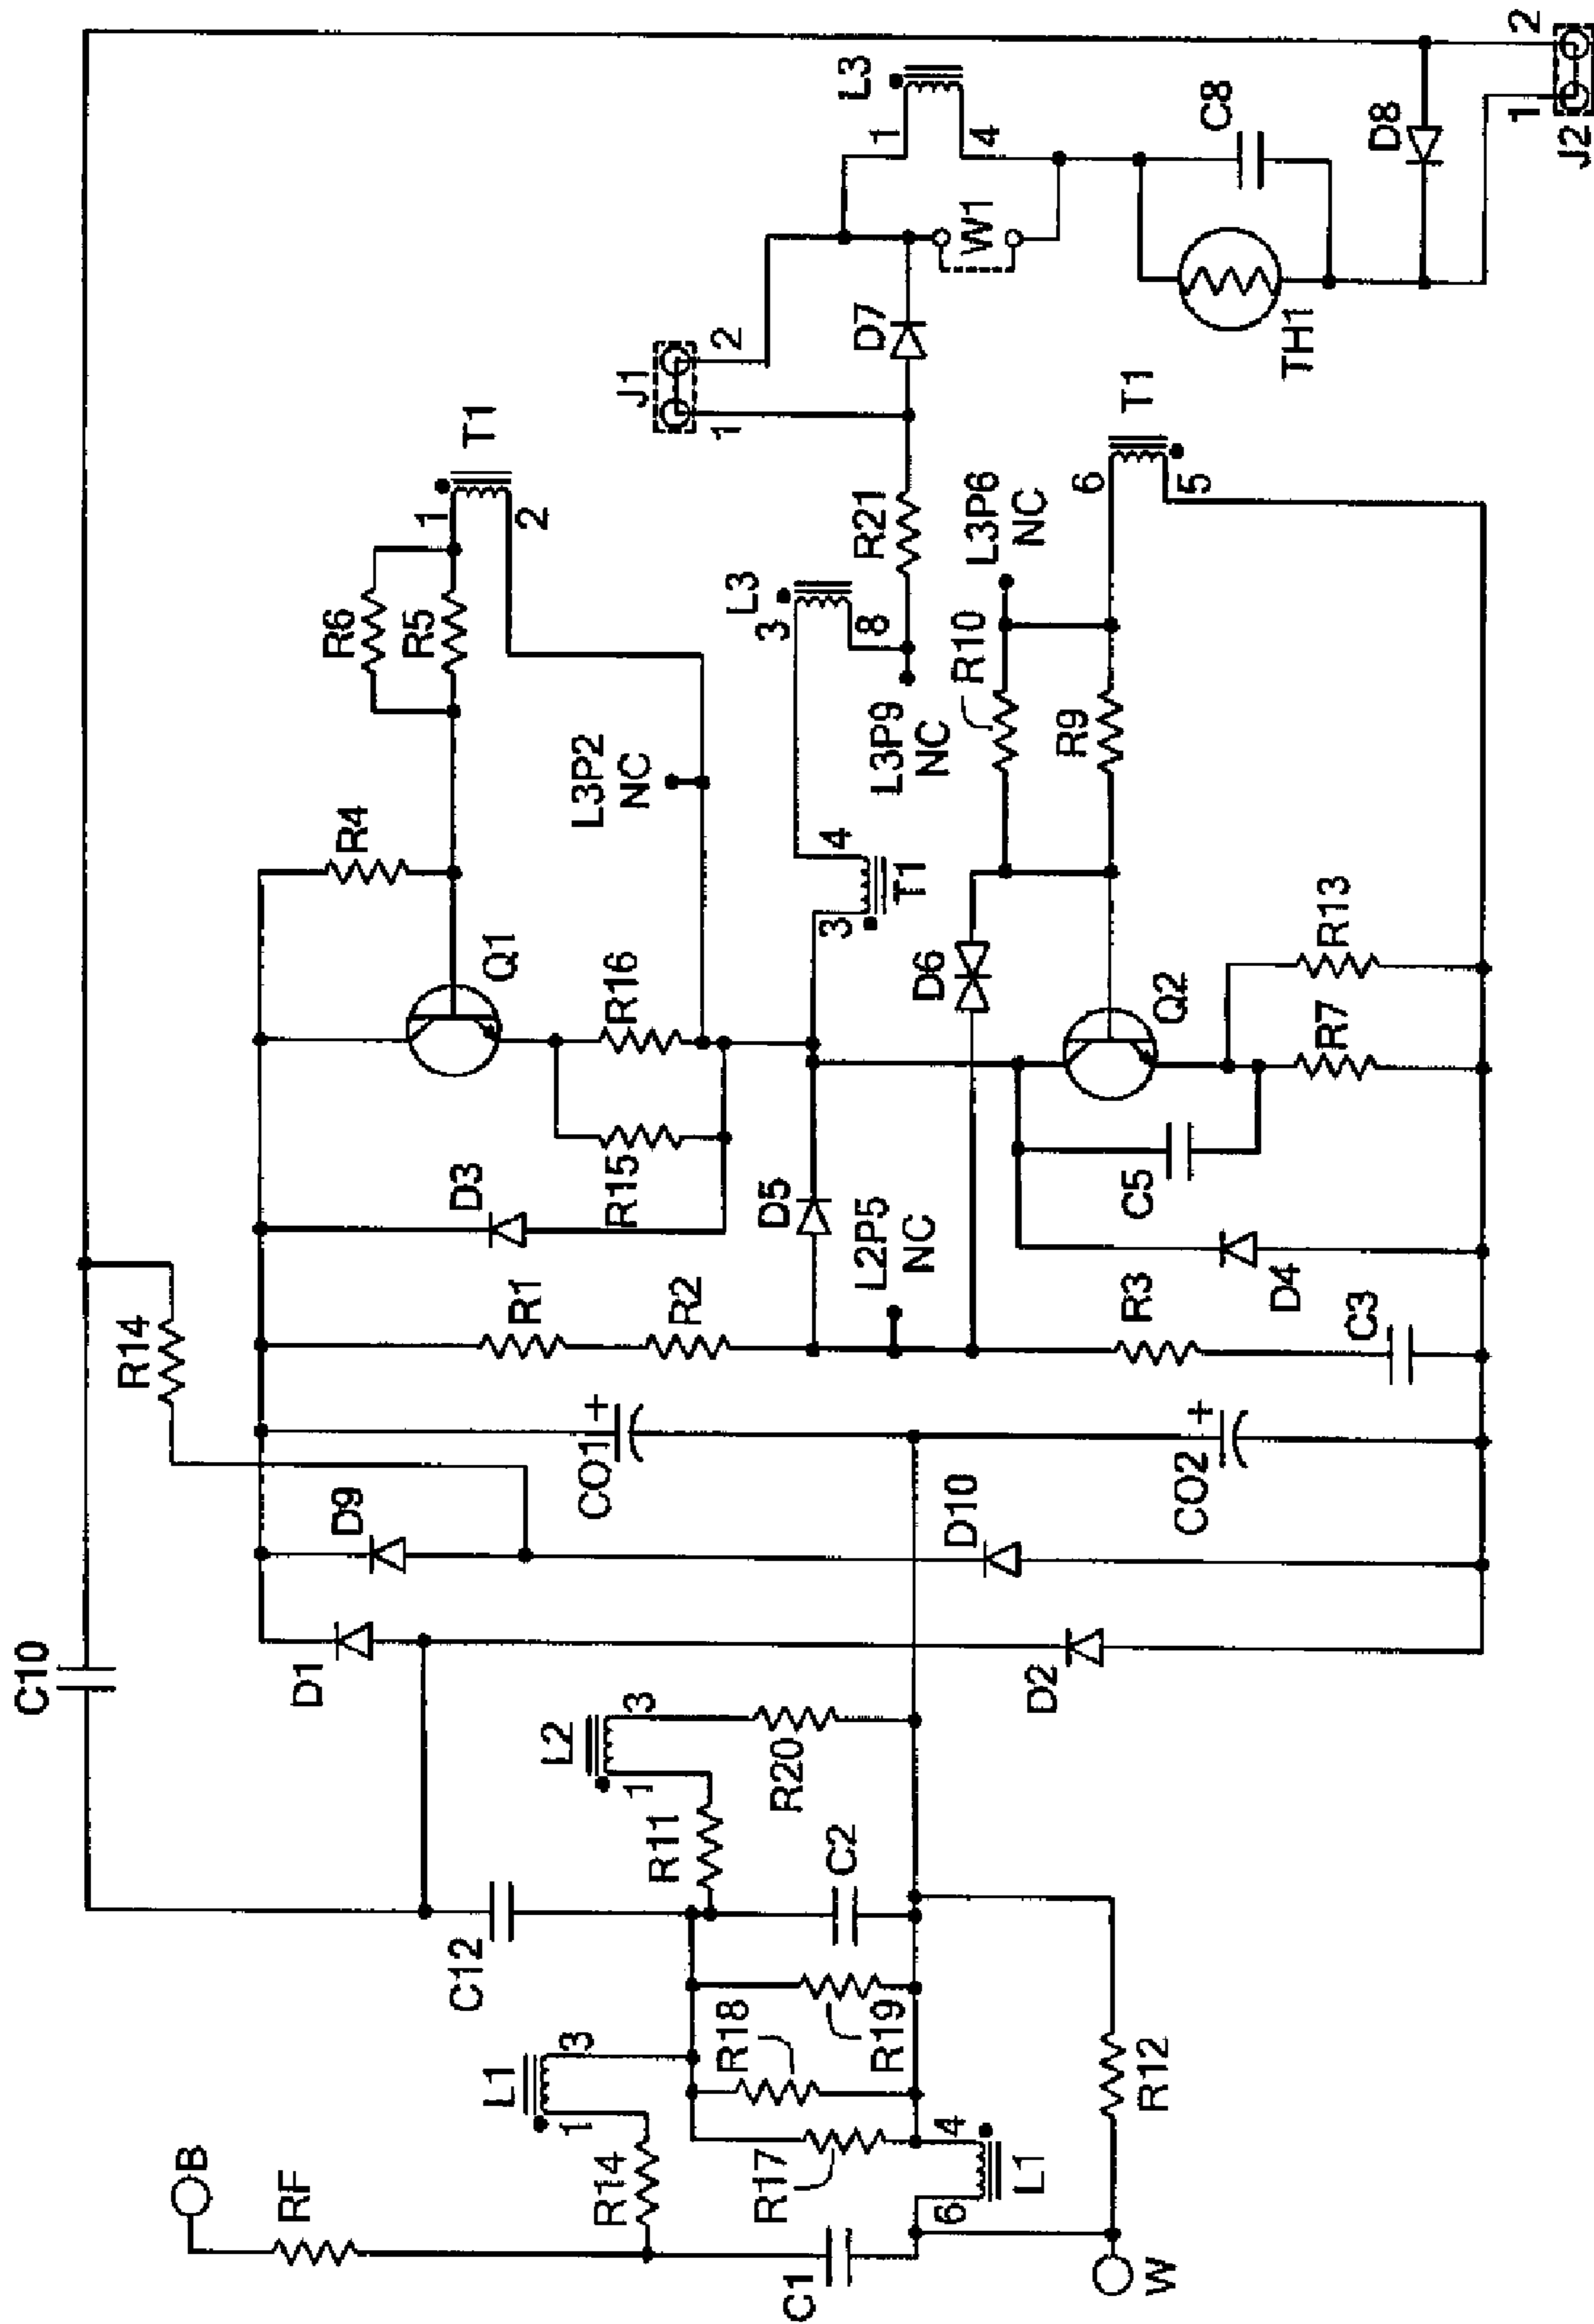 C10
R14
D1
D9
CO1
+
R1
R2
D3
R15
R16
Q1
R4
R6
R5
1
2
T1
J1
1
2
L3
1
4
W1
C8
TH1
D8
1
2
J2
B
RF
R14
L1
1
3
C12
R11
L2
1
3
R20
R17
R18
R19
C2
C1
6
4
L1
R12
W
D2
D10
CO2
+
L2P5
NC
D5
R3
C3
D4
C5
D6
Q2
R7
R13
L3P2
NC
3
4
T1
L3
3
8
L3P9
NC
R21
D7
R10
R9
L3P6
NC
6
5
T1